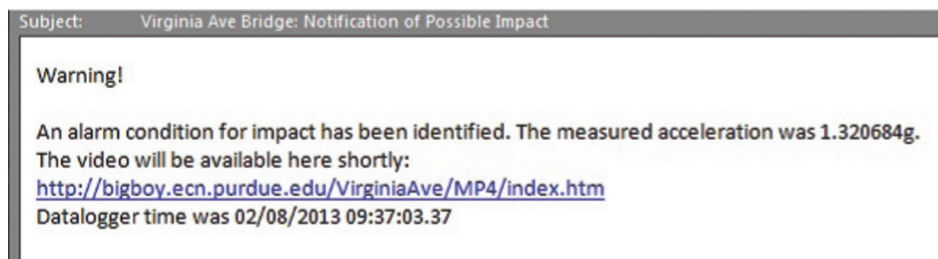 Subject: Virginia Ave Bridge: Notification of Possible Impact
Warning!
An alarm condition for impact has been identified. The measured acceleration was 1.320684g.
The video will be available here shortly:
http://bigboy.ecn.purdue.edu/VirginiaAve/MP4/index.htm
Datalogger time was 02/08/2013 09:37:03.37